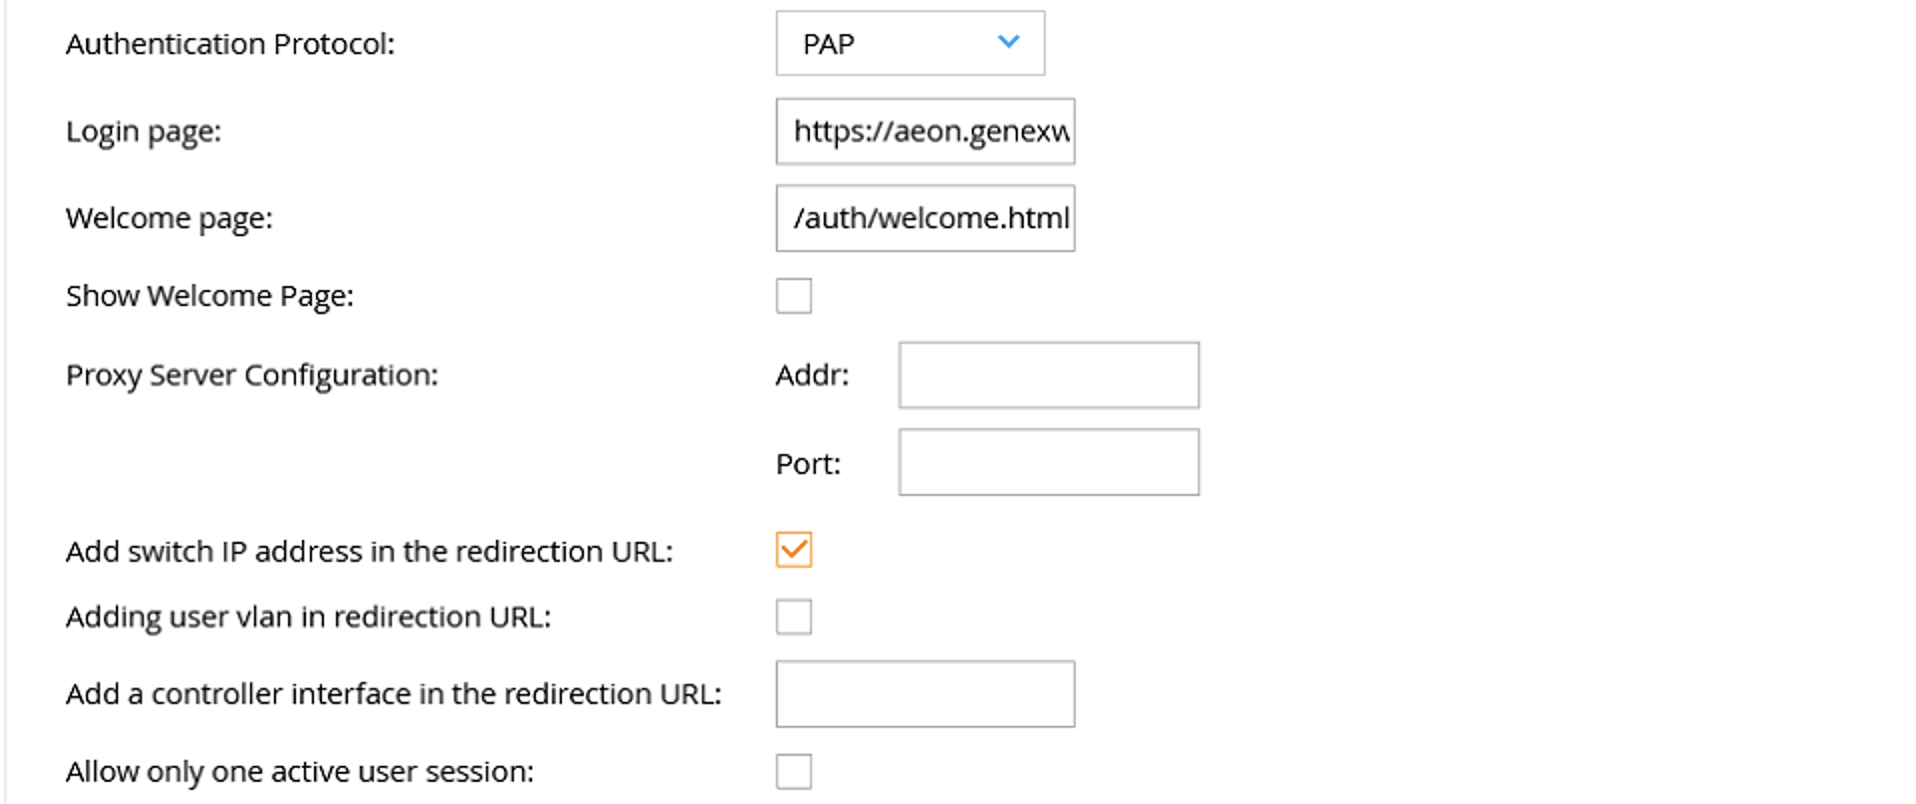 Authentication Protocol: PAP
Login page: https://aeon.genexw
Welcome page: /auth/welcome.html
Show Welcome Page:
Proxy Server Configuration: Addr:
Port:
Add switch IP address in the redirection URL:
Adding user vlan in redirection URL:
Add a controller interface in the redirection URL:
Allow only one active user session: